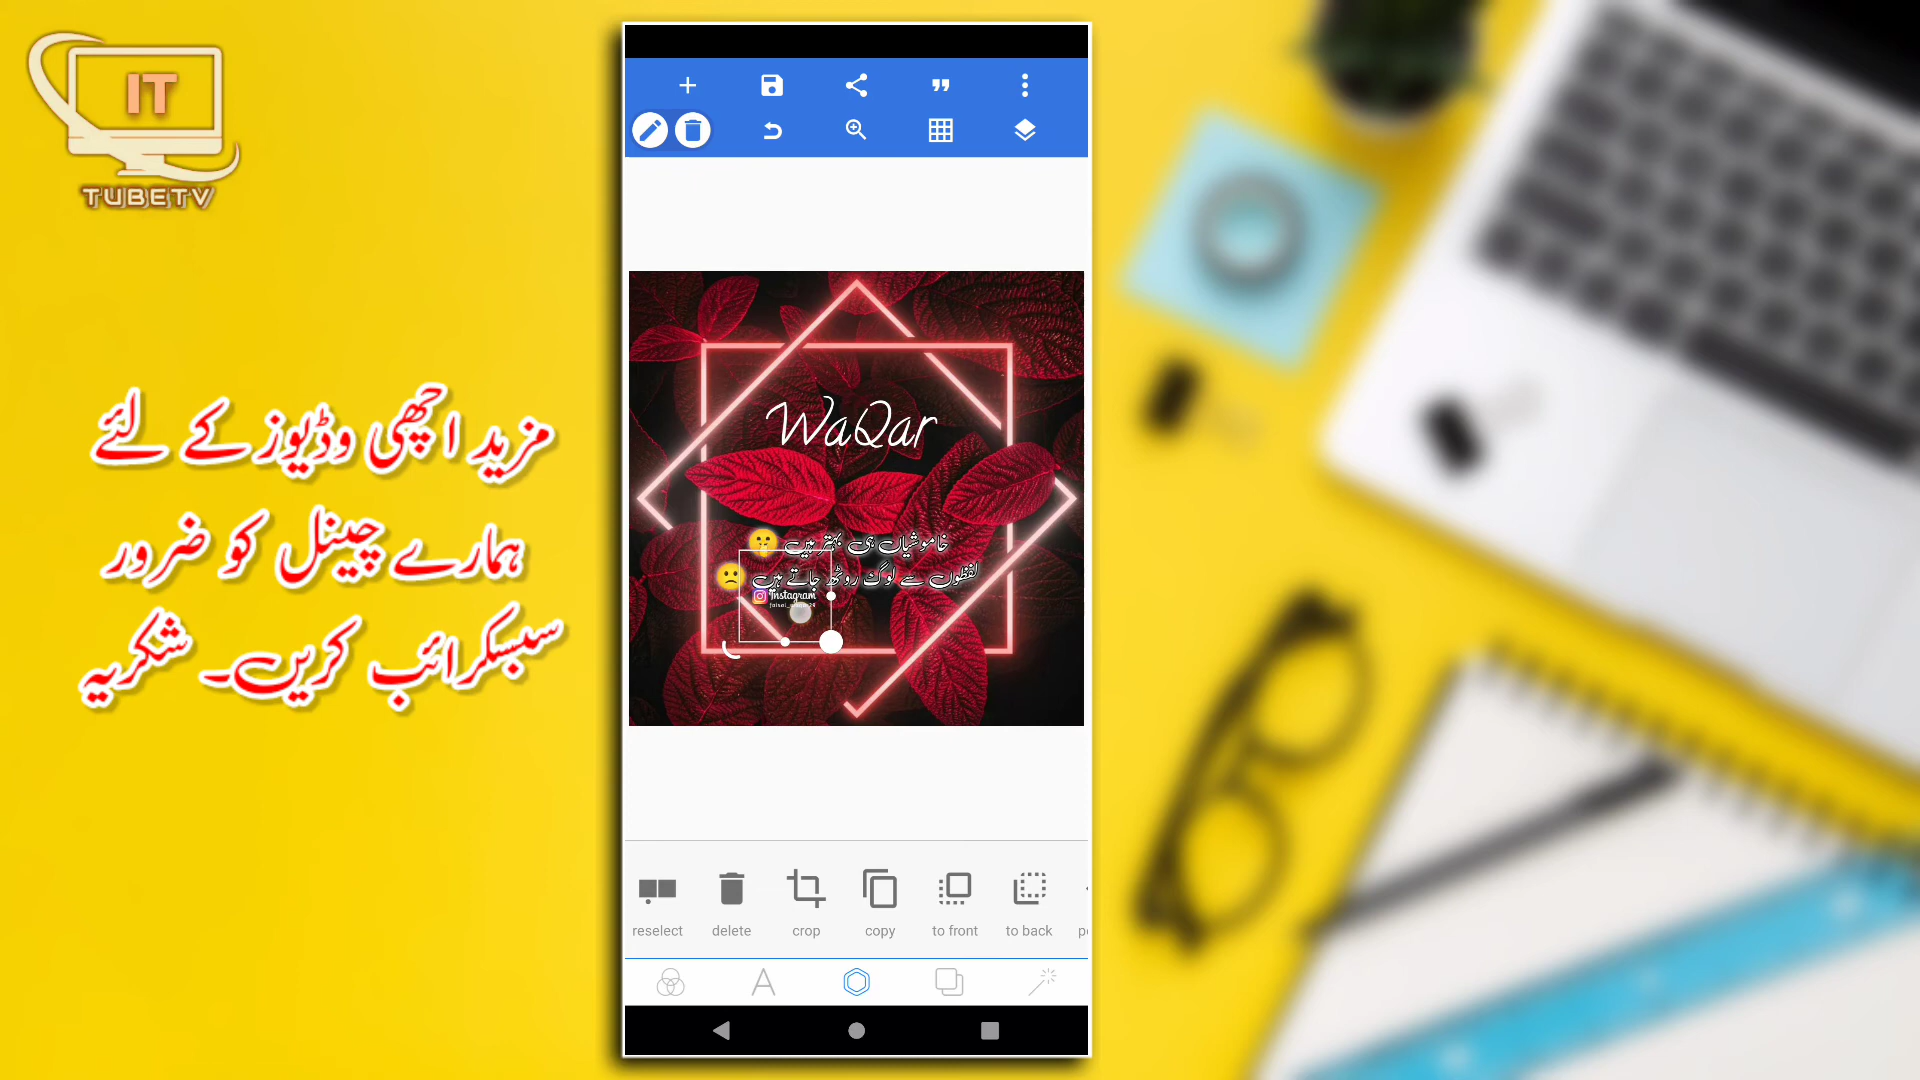 IT
TUBETV
مزید اچھی وڈیوز کے لئے
ہمارے چینل کو ضرور
سبسکرائب کریں۔ شکریہ
WaQar
خاموشیاں ہی بہتر ہیں 🤫
لفظوں سے لوگ روٹھ جاتے ہیں 🙁
Instagram
reselect
delete
crop
copy
to front
to back